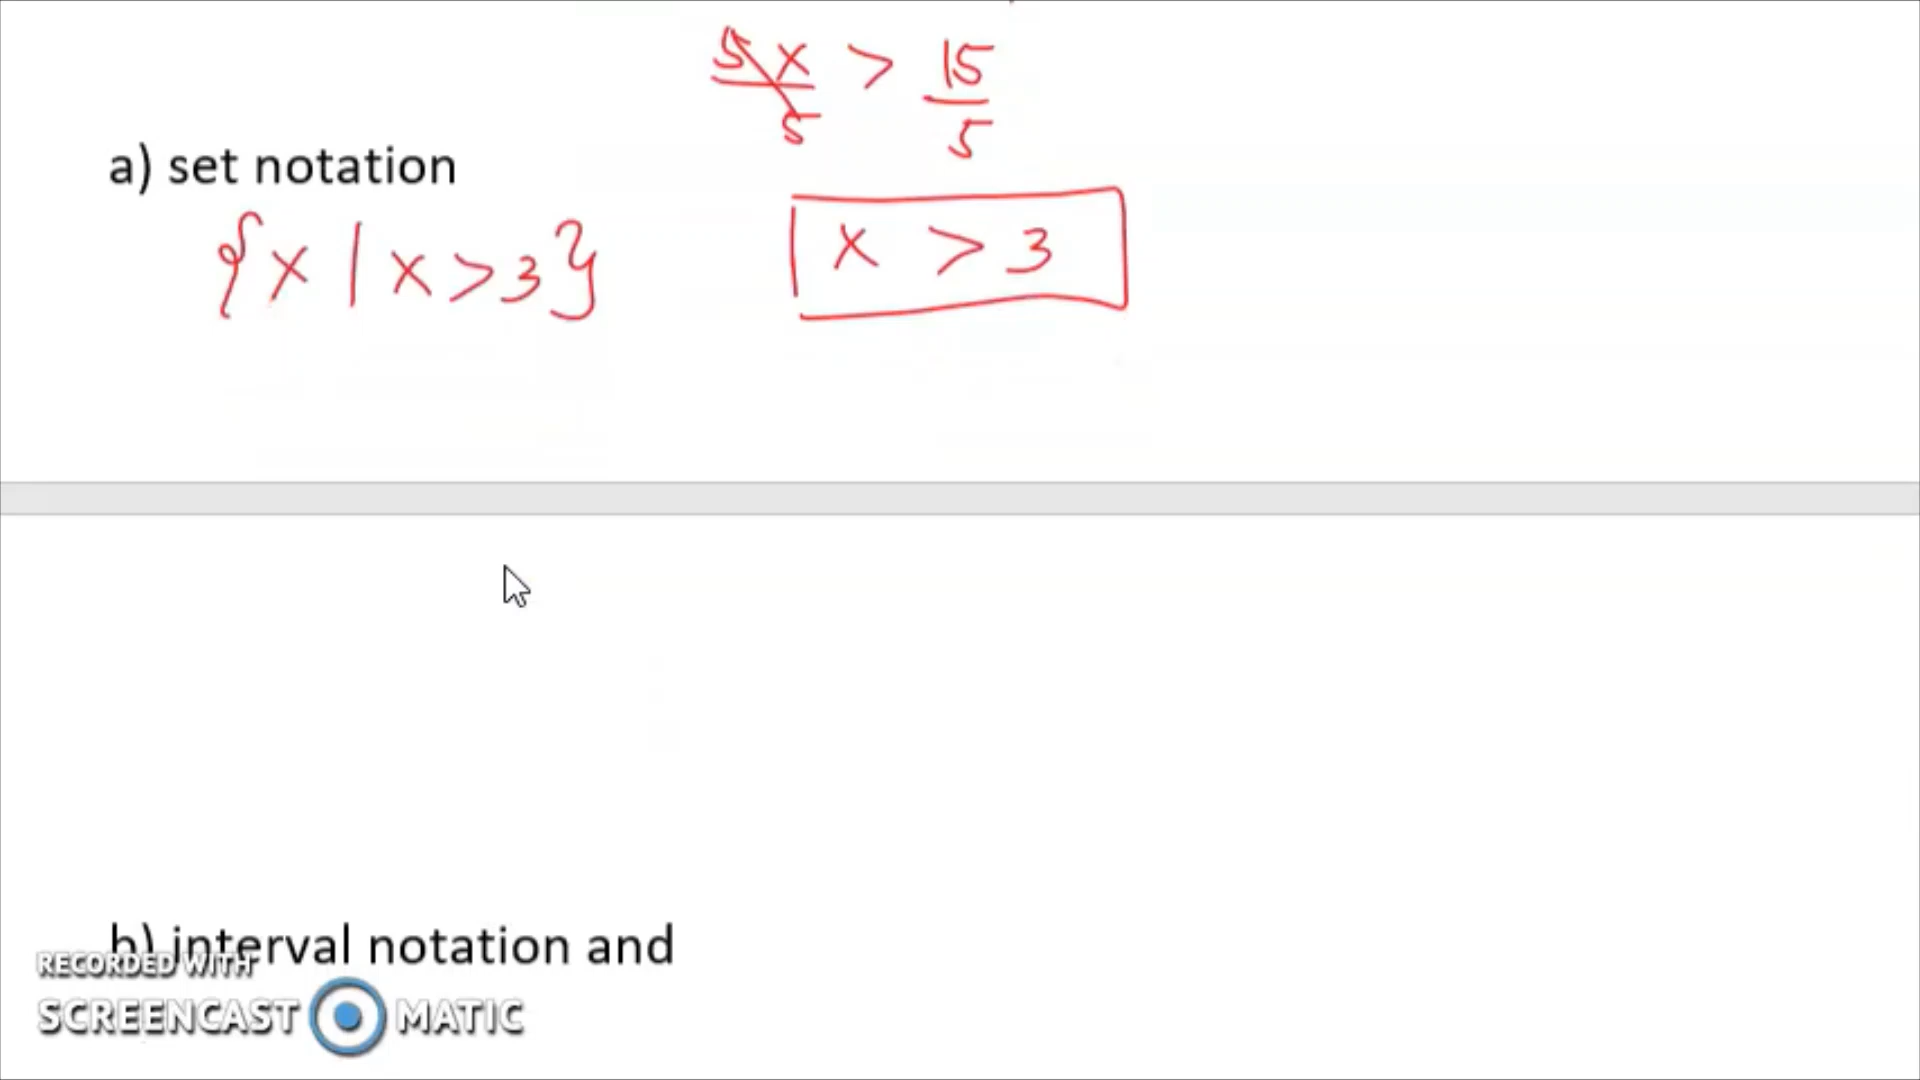 5x > 15
5 5
a) set notation
{x | x > 3}
x > 3
b) interval notation and
RECORDED WITH
SCREENCAST MATIC